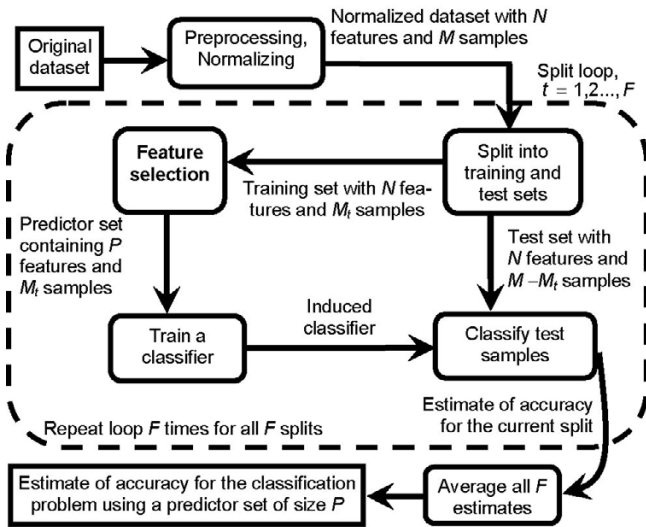 Original
dataset
Preprocessing,
Normalizing
Normalized dataset with N
features and M samples
Split loop,
t = 1,2..., F
Feature
selection
Split into
training and
test sets
Training set with N fea-
tures and Mt samples
Predictor set
containing P
features and
Mt samples
Test set with
N features and
M –Mt samples
Train a
classifier
Induced
classifier
Classify test
samples
Estimate of accuracy
for the current split
Repeat loop F times for all F splits
Average all F
estimates
Estimate of accuracy for the classification
problem using a predictor set of size P